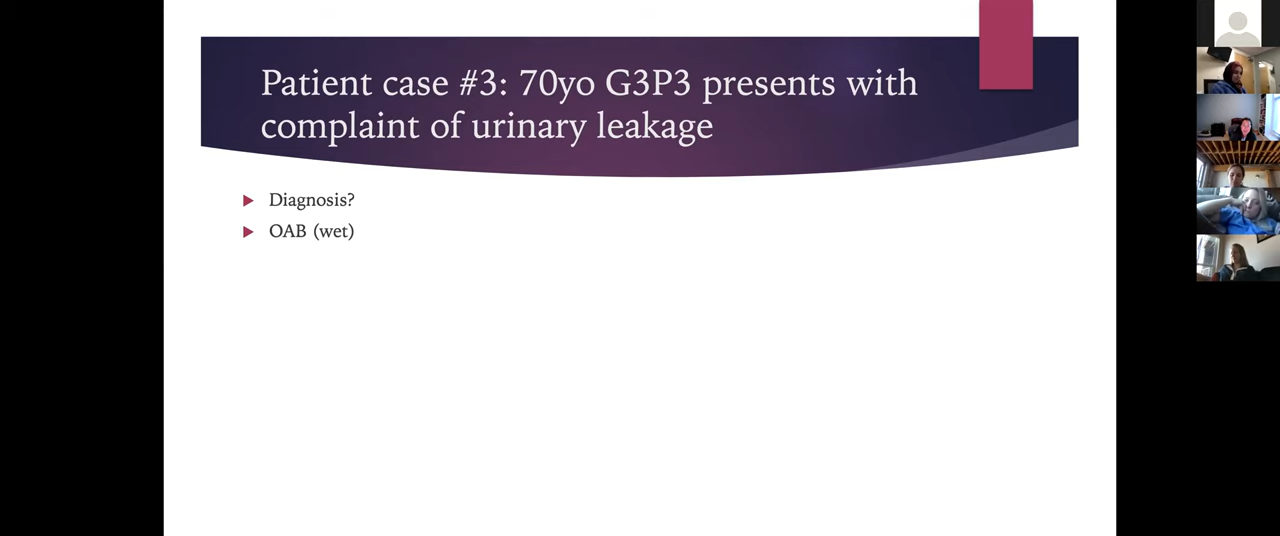 Patient case #3: 70yo G3P3 presents with
complaint of urinary leakage
Diagnosis?
OAB (wet)